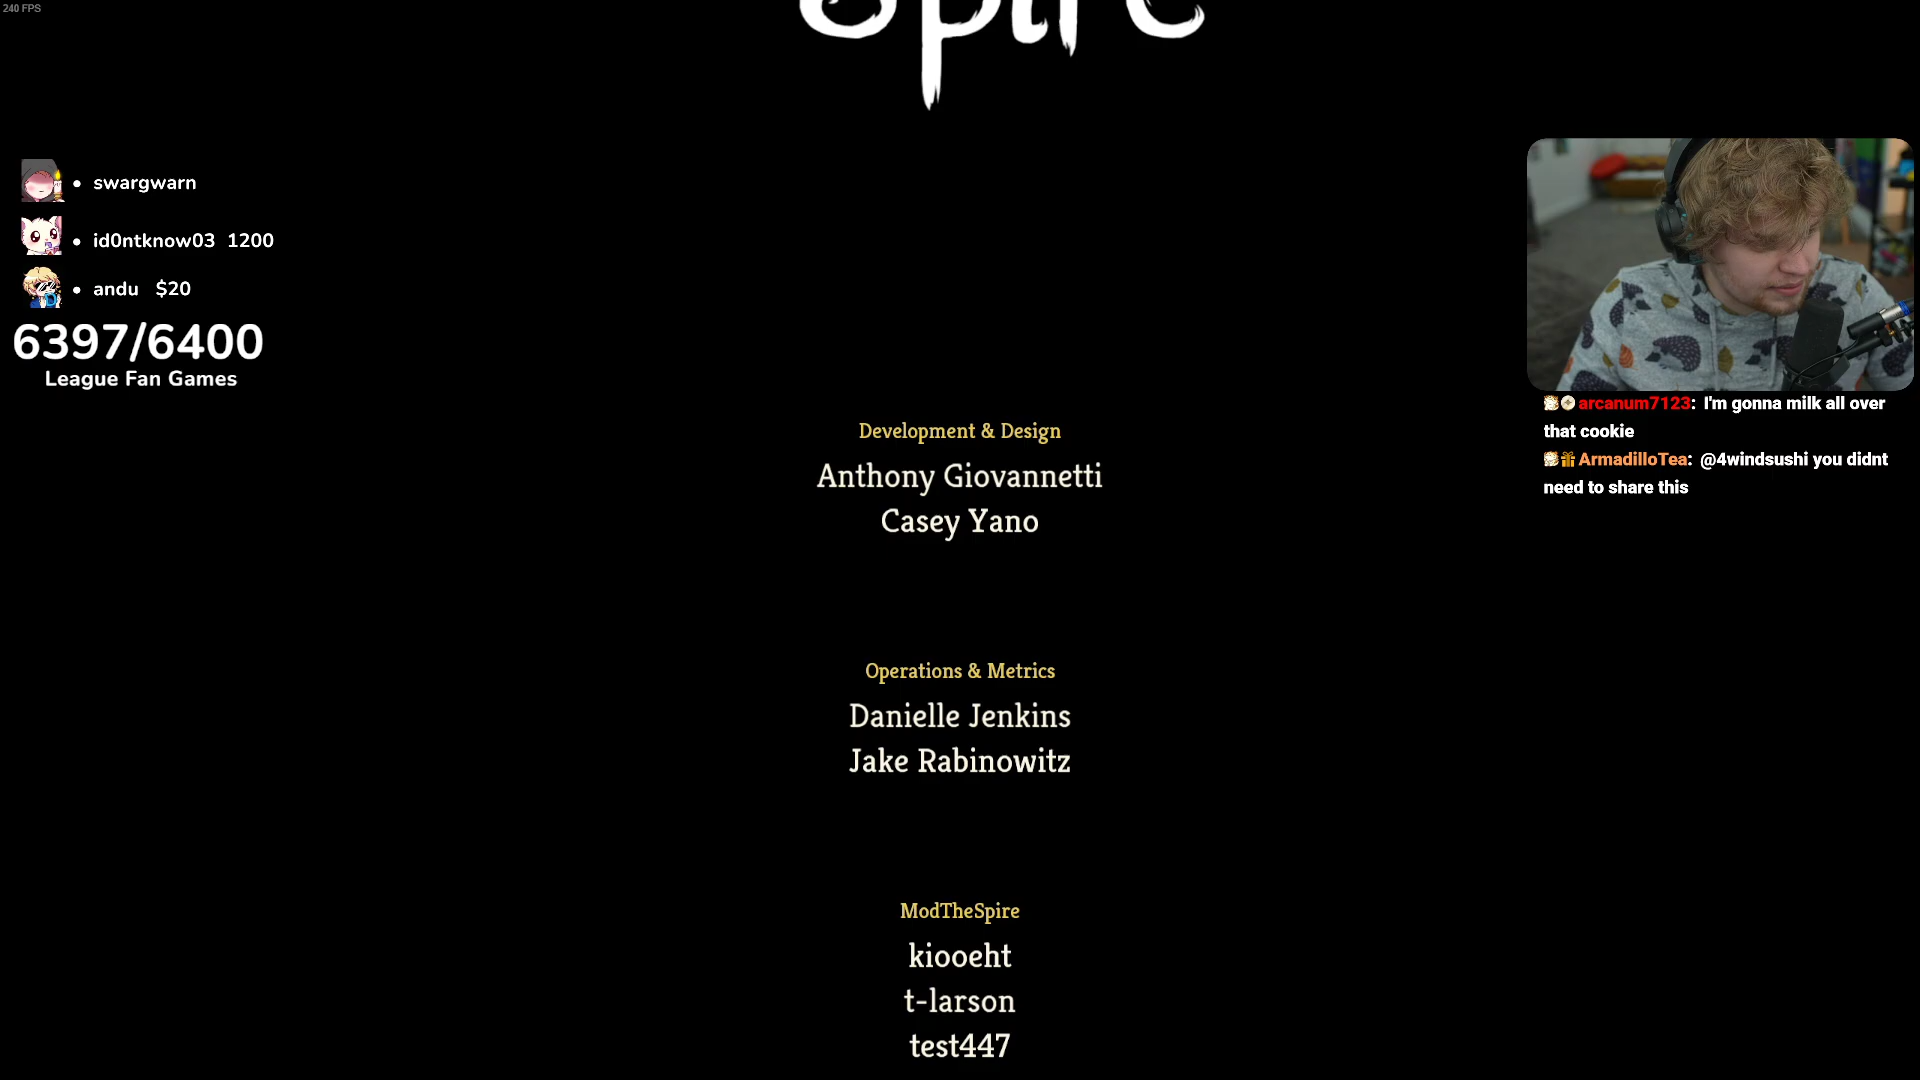 240 FPS
Spire
swargwarn
id0ntknow03 1200
andu $20
6397/6400
League Fan Games
arcanum7123: I'm gonna milk all over
that cookie
ArmadilloTea: @4windsushi you didnt
need to share this
Development & Design
Anthony Giovannetti
Casey Yano
Operations & Metrics
Danielle Jenkins
Jake Rabinowitz
ModTheSpire
kiooeht
t-larson
test447